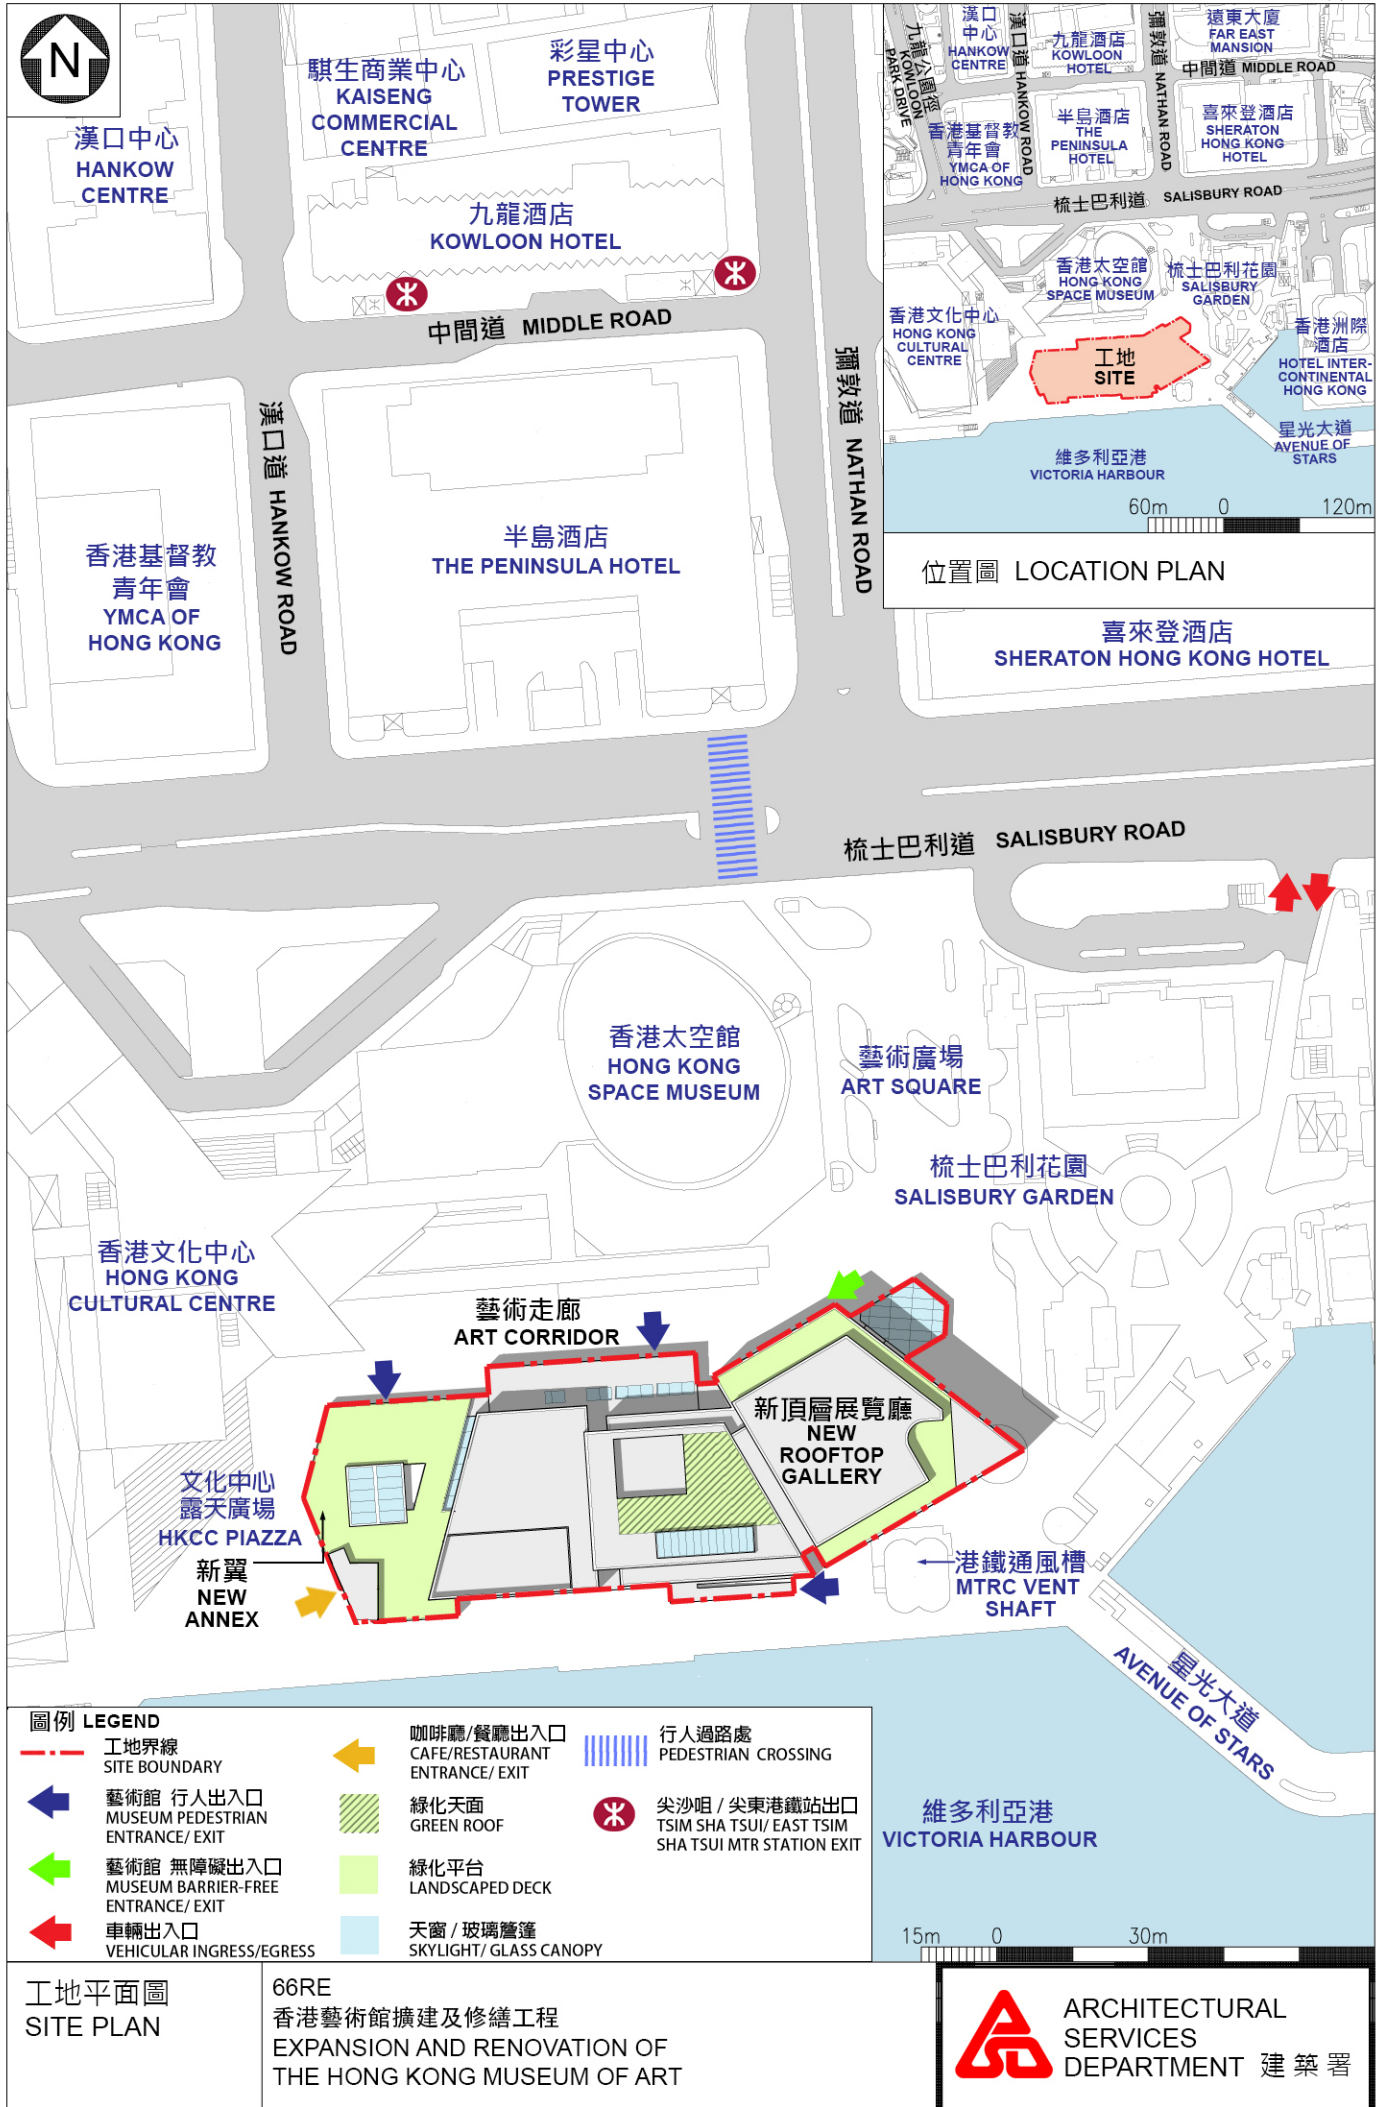 N
漢口中心
HANKOW
CENTRE
騏生商業中心
KAISENG
COMMERCIAL
CENTRE
彩星中心
PRESTIGE
TOWER
九龍酒店
KOWLOON HOTEL
中間道 MIDDLE ROAD
漢口道 HANKOW ROAD
彌敦道 NATHAN ROAD
香港基督教
青年會
YMCA OF
HONG KONG
半島酒店
THE PENINSULA HOTEL
漢口
中心
HANKOW
CENTRE
九龍公園徑
KOWLOON
PARK DRIVE
漢口道 HANKOW ROAD
九龍酒店
KOWLOON
HOTEL
彌敦道 NATHAN ROAD
遠東大廈
FAR EAST
MANSION
中間道 MIDDLE ROAD
香港基督教
青年會
YMCA OF
HONG KONG
半島酒店
THE
PENINSULA
HOTEL
喜來登酒店
SHERATON
HONG KONG
HOTEL
梳士巴利道 SALISBURY ROAD
香港太空館
HONG KONG
SPACE MUSEUM
梳士巴利花園
SALISBURY
GARDEN
香港文化中心
HONG KONG
CULTURAL
CENTRE
工地
SITE
香港洲際
酒店
HOTEL INTER-
CONTINENTAL
HONG KONG
星光大道
AVENUE OF
STARS
維多利亞港
VICTORIA HARBOUR
60m 0 120m
位置圖 LOCATION PLAN
喜來登酒店
SHERATON HONG KONG HOTEL
梳士巴利道 SALISBURY ROAD
香港太空館
HONG KONG
SPACE MUSEUM
藝術廣場
ART SQUARE
梳士巴利花園
SALISBURY GARDEN
香港文化中心
HONG KONG
CULTURAL CENTRE
藝術走廊
ART CORRIDOR
新頂層展覽廳
NEW
ROOFTOP
GALLERY
文化中心
露天廣場
HKCC PIAZZA
新翼
NEW
ANNEX
港鐵通風槽
MTRC VENT
SHAFT
星光大道
AVENUE OF STARS
維多利亞港
VICTORIA HARBOUR
圖例 LEGEND
工地界線
SITE BOUNDARY
藝術館 行人出入口
MUSEUM PEDESTRIAN
ENTRANCE/ EXIT
藝術館 無障礙出入口
MUSEUM BARRIER-FREE
ENTRANCE/ EXIT
車輛出入口
VEHICULAR INGRESS/EGRESS
咖啡廳/餐廳出入口
CAFE/RESTAURANT
ENTRANCE/ EXIT
綠化天面
GREEN ROOF
綠化平台
LANDSCAPED DECK
天窗 / 玻璃簷篷
SKYLIGHT/ GLASS CANOPY
行人過路處
PEDESTRIAN CROSSING
尖沙咀 / 尖東港鐵站出口
TSIM SHA TSUI/ EAST TSIM
SHA TSUI MTR STATION EXIT
15m 0 30m
工地平面圖
SITE PLAN
66RE
香港藝術館擴建及修繕工程
EXPANSION AND RENOVATION OF
THE HONG KONG MUSEUM OF ART
ARCHITECTURAL
SERVICES
DEPARTMENT 建築署